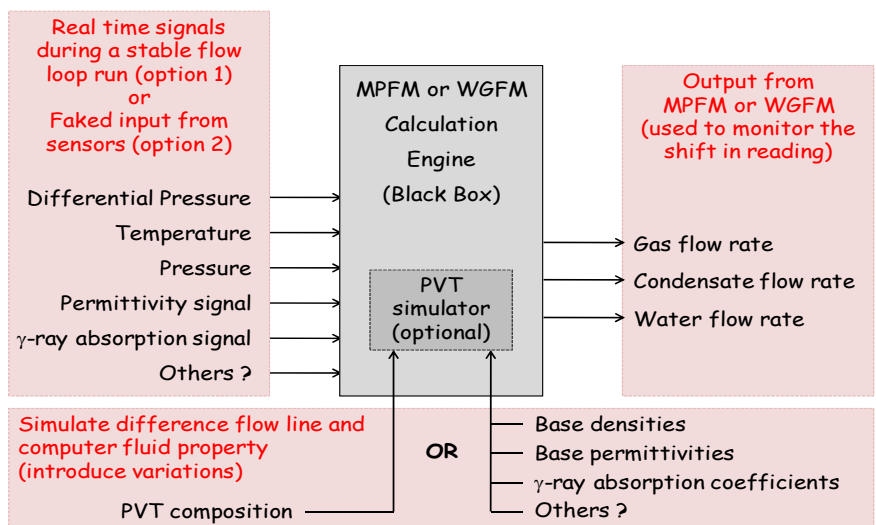 Real time signals
during a stable flow
loop run (option 1)
or
Faked input from
sensors (option 2)
Differential Pressure
Temperature
Pressure
Permittivity signal
γ-ray absorption signal
Others ?
MPFM or WGFM
Calculation
Engine
(Black Box)
PVT
simulator
(optional)
Output from
MPFM or WGFM
(used to monitor the
shift in reading)
Gas flow rate
Condensate flow rate
Water flow rate
Simulate difference flow line and
computer fluid property
(introduce variations)
PVT composition
OR
Base densities
Base permittivities
γ-ray absorption coefficients
Others ?